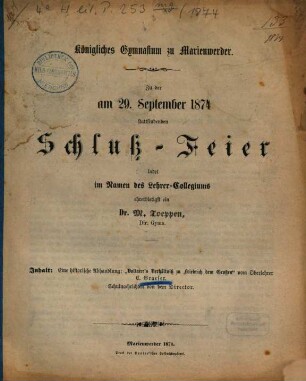 Königliches Gymnasium zu Marienwerder.
Zu der
am 29. September 1874
stattfindenden
Schluß-Feier
ladet
im Namen des Lehrer-Collegiums
ehrerbietigst ein
Dr. M. Toeppen,
Dir. Gymn.
Inhalt: Eine historische Abhandlung: „Voltaire's Verhältniß zu Friedrich dem Großen“ vom Oberlehrer
Schulnachrichten von dem Director.
Marienwerder 1874.